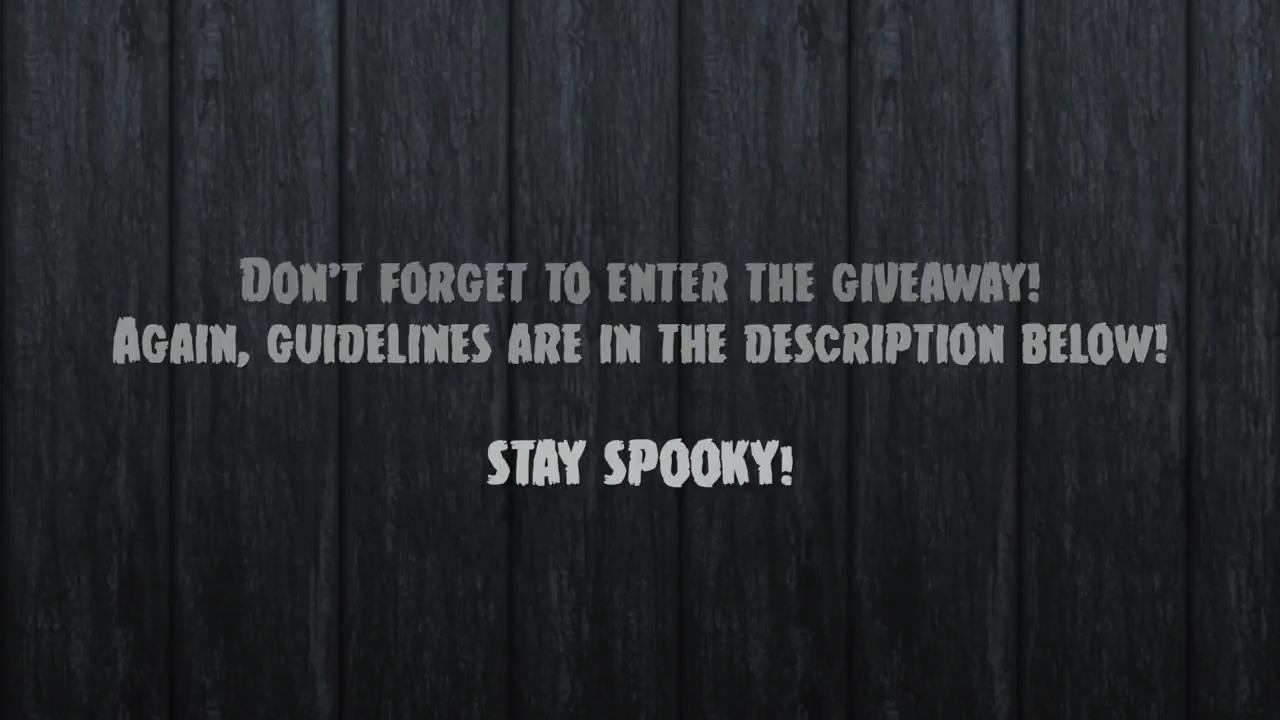 Don't forget to enter the giveaway!
Again, guidelines are in the description below!
STAY SPOOKY!